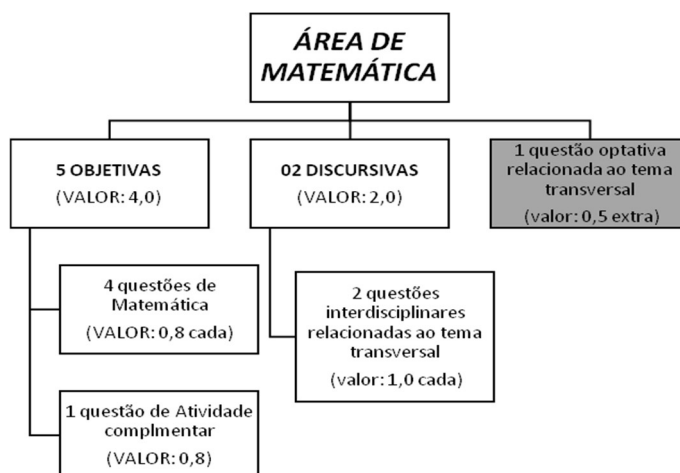 ÁREA DE
MATEMÁTICA
5 OBJETIVAS
(VALOR: 4,0)
02 DISCURSIVAS
(VALOR: 2,0)
1 questão optativa
relacionada ao tema
transversal
(valor: 0,5 extra)
4 questões de
Matemática
(VALOR: 0,8 cada)
2 questões
interdisciplinares
relacionadas ao tema
transversal
(valor: 1,0 cada)
1 questão de Atividade
complmentar
(VALOR: 0,8)